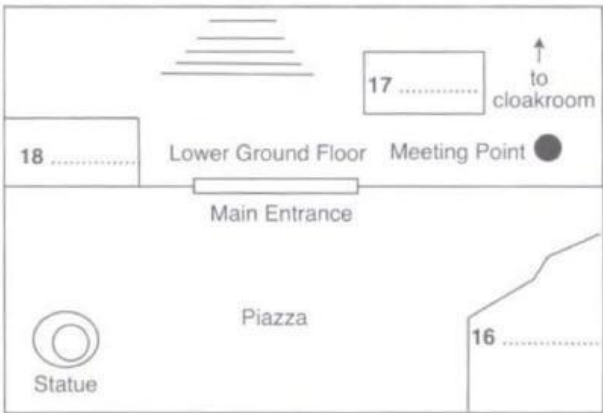 17 ....................
to
cloakroom
18 ....................
Lower Ground Floor
Meeting Point
Main Entrance
Piazza
16 ....................
Statue